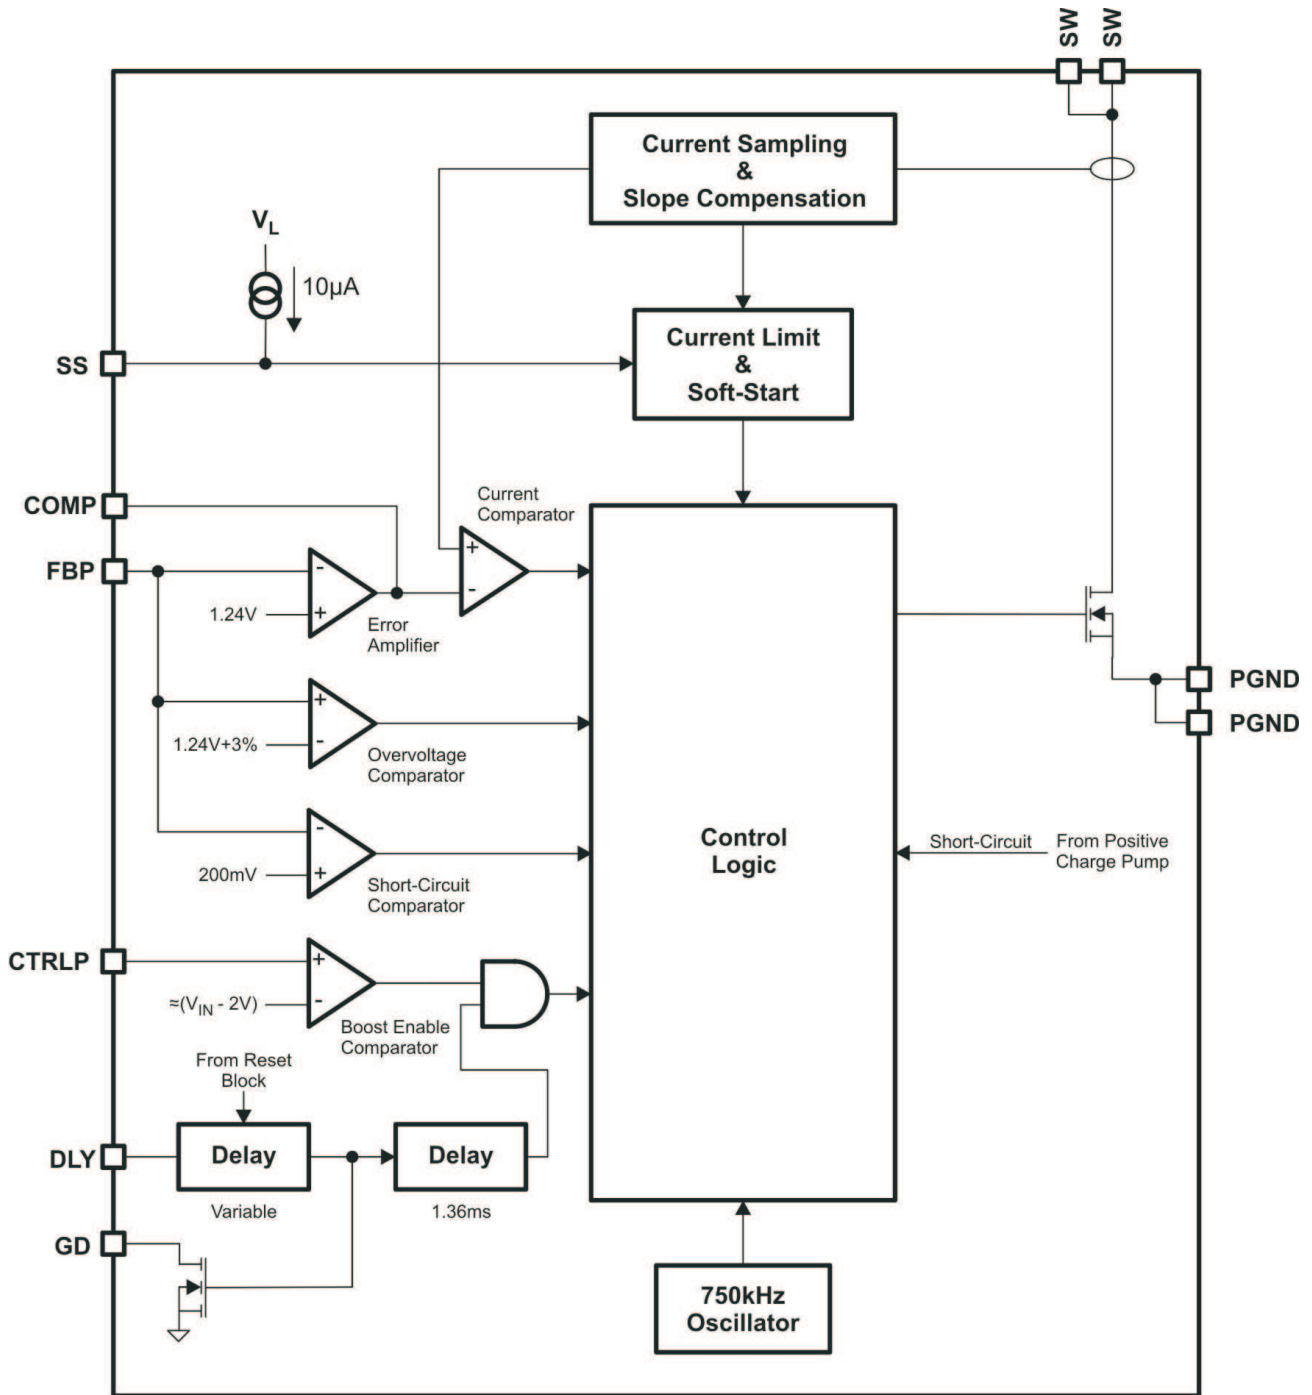 SW
SW
Current Sampling
&
Slope Compensation
VL
10µA
SS
Current Limit
&
Soft-Start
COMP
Current
Comparator
FBP
-
+
+
-
1.24V
Error
Amplifier
+
-
1.24V+3%
Overvoltage
Comparator
PGND
PGND
-
+
200mV
Short-Circuit
Comparator
Control
Logic
Short-Circuit
From Positive
Charge Pump
CTRLP
+
-
≈(VIN - 2V)
Boost Enable
Comparator
From Reset
Block
DLY
Delay
Variable
Delay
1.36ms
GD
750kHz
Oscillator